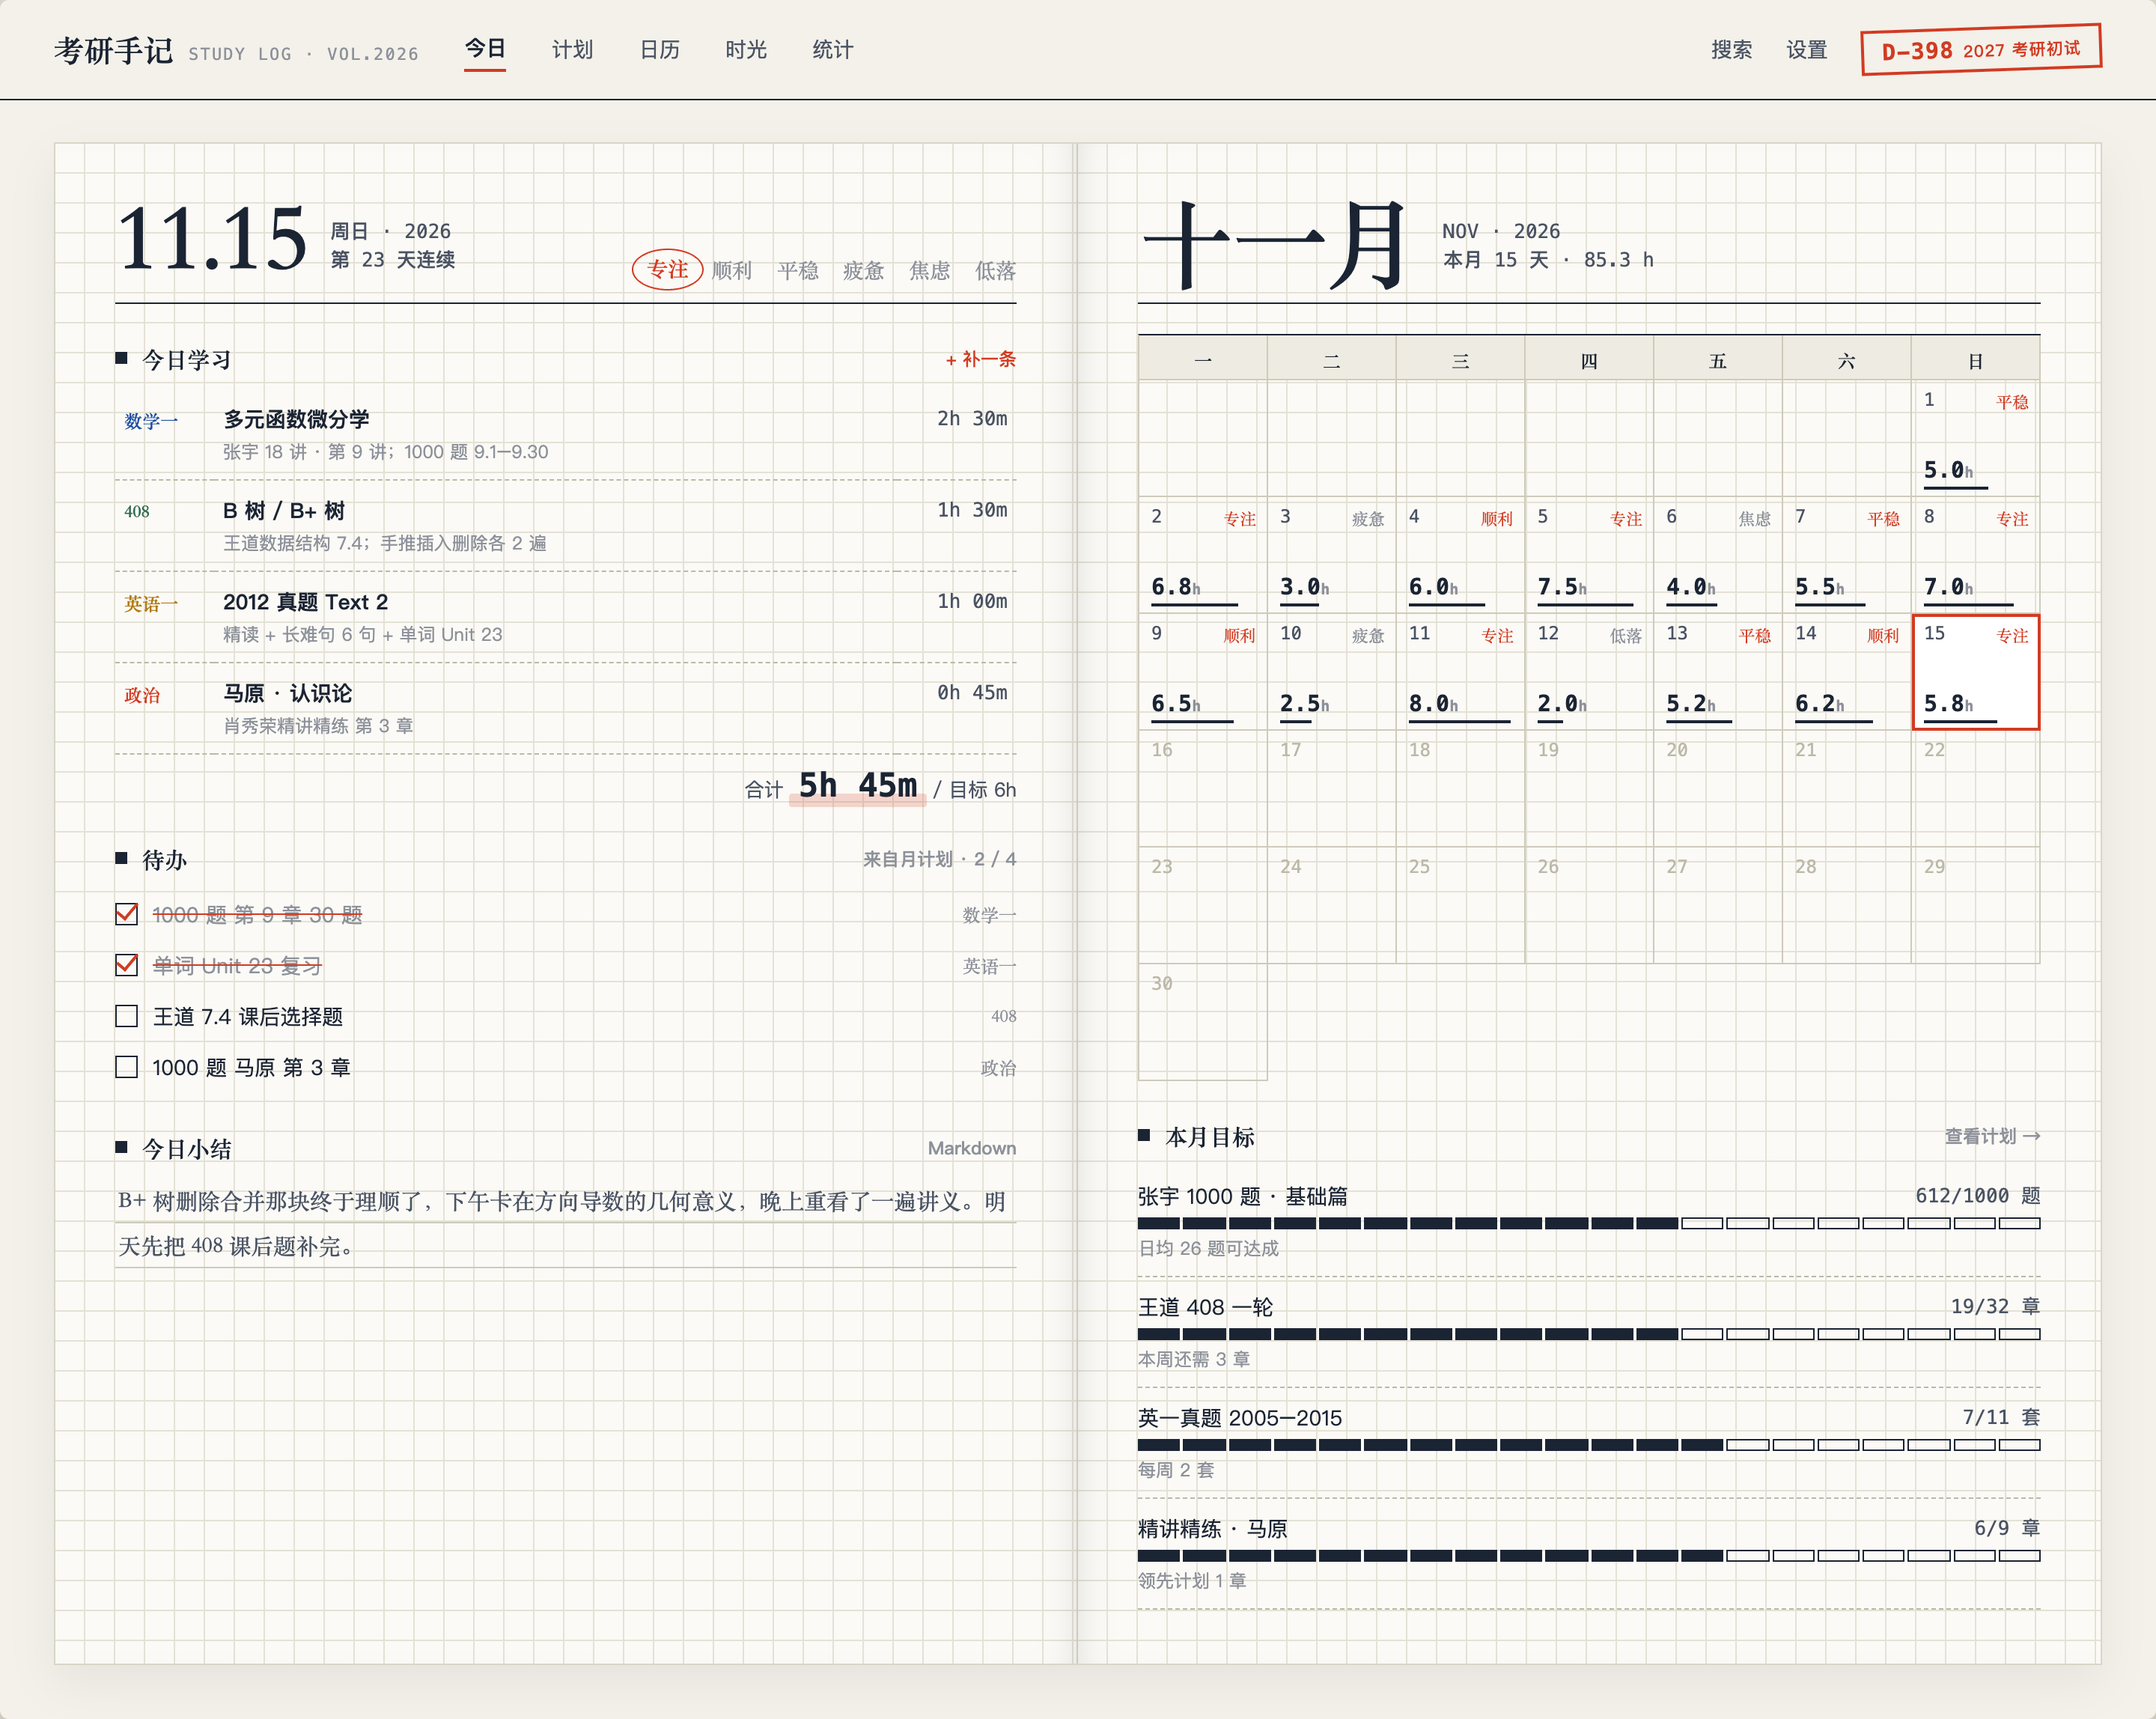 考研手记 STUDY LOG · VOL.2026 今日 计划 日历 时光 统计 搜索 设置 D−398 2027 考研初试
11.15 周日 · 2026
第 23 天连续
专注 顺利 平稳 疲惫 焦虑 低落
今日学习 + 补一条
数学一 多元函数微分学 2h 30m
张宇 18 讲 · 第 9 讲；1000 题 9.1—9.30
408 B 树 / B+ 树 1h 30m
王道数据结构 7.4；手推插入删除各 2 遍
英语一 2012 真题 Text 2 1h 00m
精读 + 长难句 6 句 + 单词 Unit 23
政治 马原 · 认识论 0h 45m
肖秀荣精讲精练 第 3 章
合计 5h 45m / 目标 6h
待办 来自月计划 · 2 / 4
1000 题 第 9 章 30 题 数学一
单词 Unit 23 复习 英语一
王道 7.4 课后选择题 408
1000 题 马原 第 3 章 政治
今日小结 Markdown
B+ 树删除合并那块终于理顺了，下午卡在方向导数的几何意义，晚上重看了一遍讲义。明
天先把 408 课后题补完。
十一月 NOV · 2026
本月 15 天 · 85.3 h
一 二 三 四 五 六 日
1 平稳
5.0h
2 专注 3 疲惫 4 顺利 5 专注 6 焦虑 7 平稳 8 专注
6.8h 3.0h 6.0h 7.5h 4.0h 5.5h 7.0h
9 顺利 10 疲惫 11 专注 12 低落 13 平稳 14 顺利 15 专注
6.5h 2.5h 8.0h 2.0h 5.2h 6.2h 5.8h
16 17 18 19 20 21 22
23 24 25 26 27 28 29
30
本月目标 查看计划 →
张宇 1000 题 · 基础篇 612/1000 题
日均 26 题可达成
王道 408 一轮 19/32 章
本周还需 3 章
英一真题 2005—2015 7/11 套
每周 2 套
精讲精练 · 马原 6/9 章
领先计划 1 章